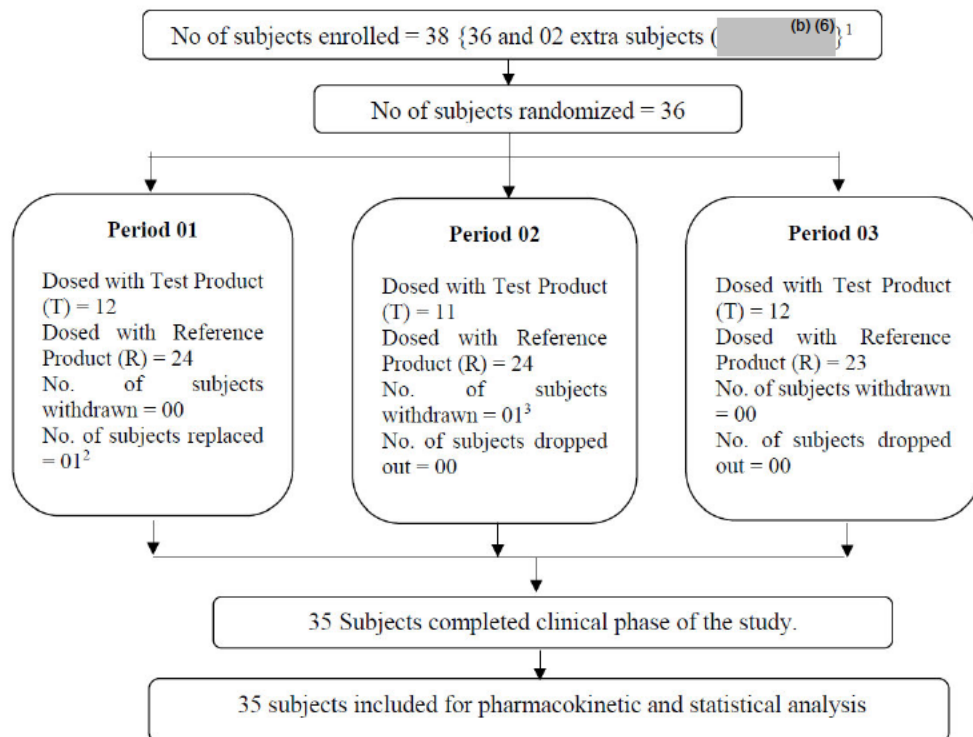 (b) (6)
No of subjects enrolled = 38 {36 and 02 extra subjects ( }1
No of subjects randomized = 36
Period 01
Dosed with Test Product
(T) = 12
Dosed with Reference
Product (R) = 24
No. of subjects
withdrawn = 00
No. of subjects replaced
= 012
Period 02
Dosed with Test Product
(T) = 11
Dosed with Reference
Product (R) = 24
No. of subjects
withdrawn = 013
No. of subjects dropped
out = 00
Period 03
Dosed with Test Product
(T) = 12
Dosed with Reference
Product (R) = 23
No. of subjects withdrawn
= 00
No. of subjects dropped
out = 00
35 Subjects completed clinical phase of the study.
35 subjects included for pharmacokinetic and statistical analysis